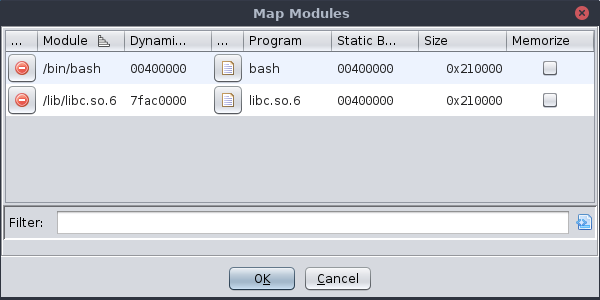 Map Modules
... Module Dynami... ... Program Static B... Size Memorize
/bin/bash 00400000 bash 00400000 0x210000
/lib/libc.so.6 7fac0000 libc.so.6 00400000 0x210000
Filter:
OK Cancel